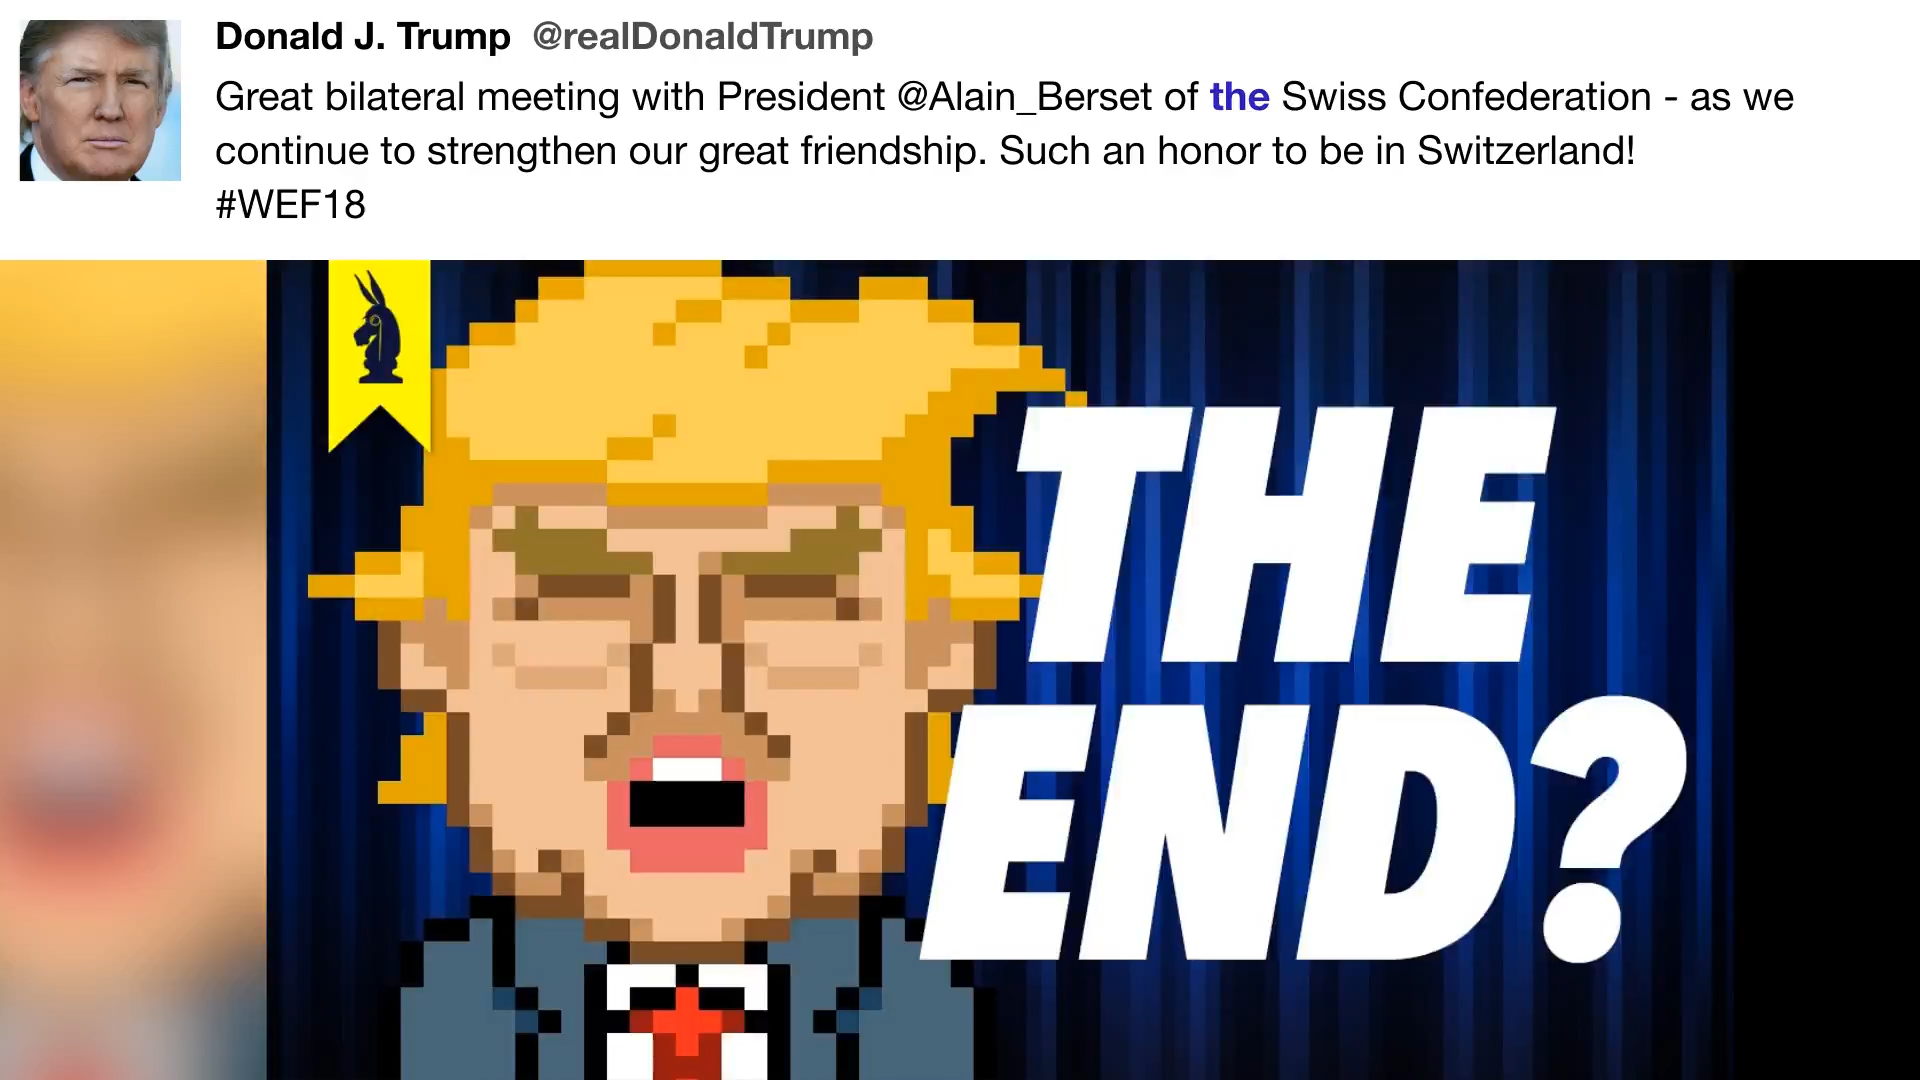 Donald J. Trump @realDonaldTrump
Great bilateral meeting with President @Alain_Berset of the Swiss Confederation - as we
continue to strengthen our great friendship. Such an honor to be in Switzerland!
#WEF18
THE
END?